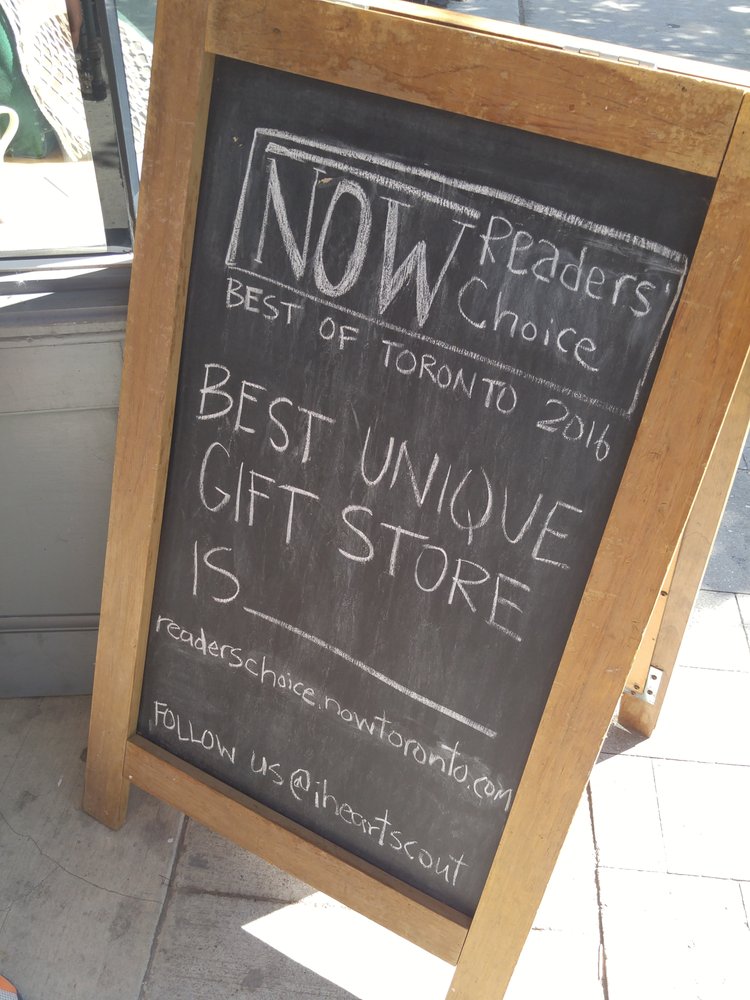 NOW Readers'
Choice
BEST OF TORONTO 2016
BEST UNIQUE
GIFT STORE
IS
readerschoice.nowtoronto.com
FOLLOW us@iheartscout